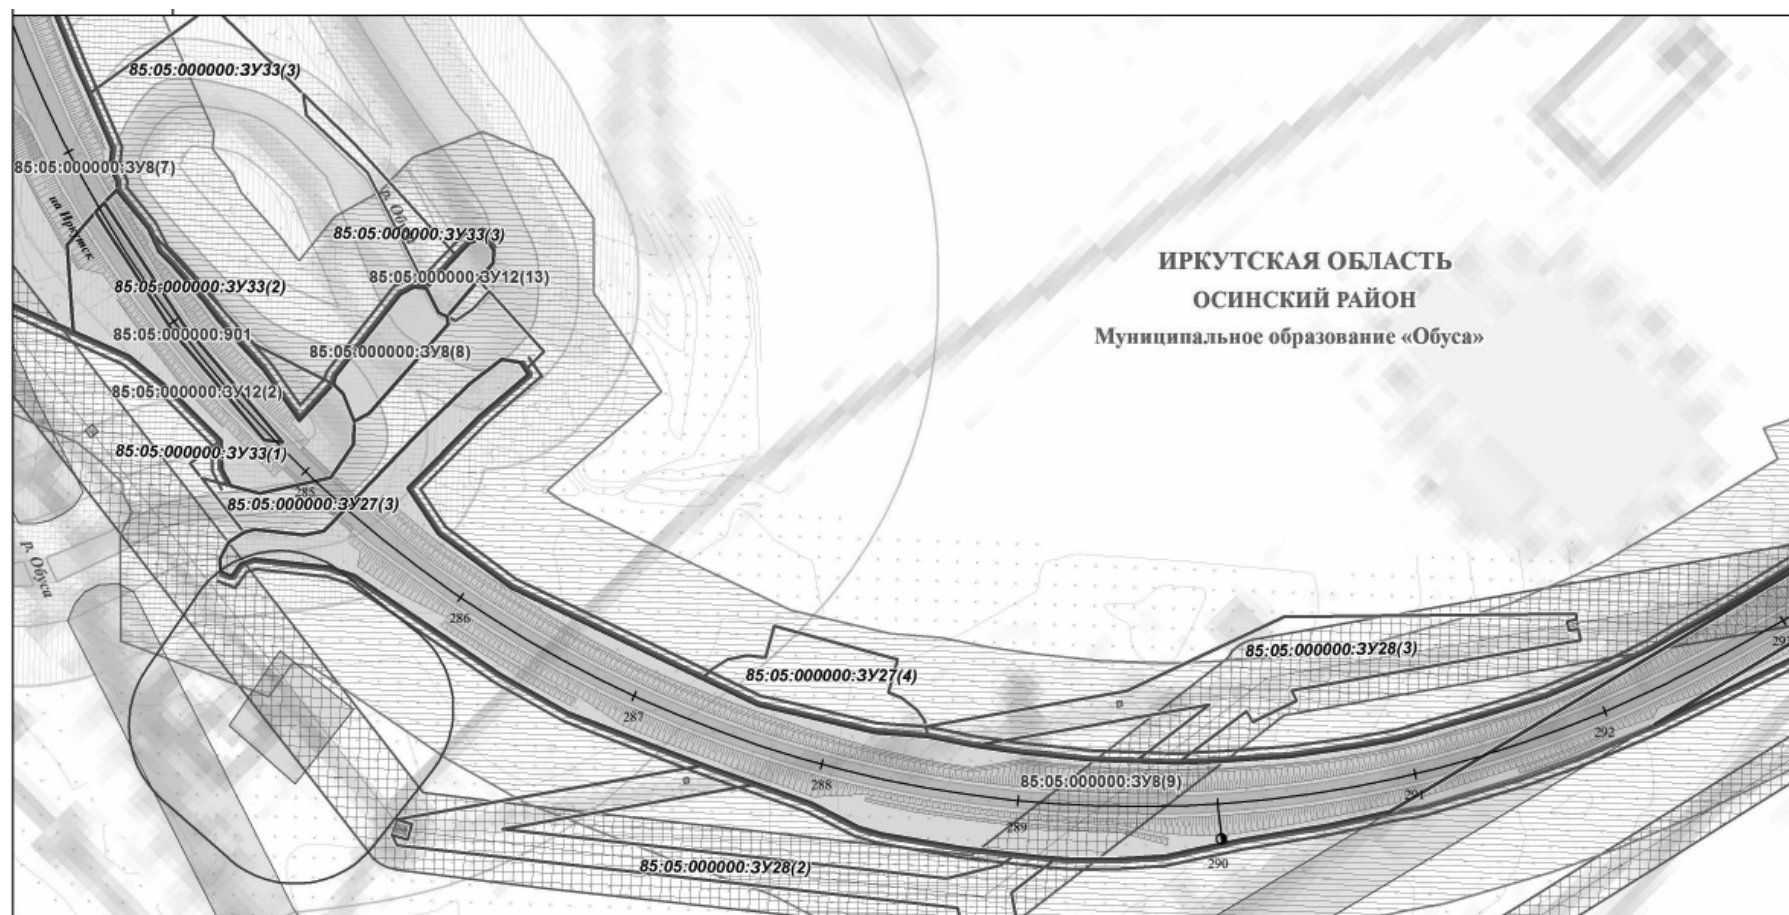 85:05:000000:ЗУ33(3)
85:05:000000:ЗУ8(7)
на Иркутск
р. Обуса
85:05:000000:ЗУ33(3)
85:05:000000:ЗУ12(13)
ИРКУТСКАЯ ОБЛАСТЬ
ОСИНСКИЙ РАЙОН
Муниципальное образование «Обуса»
85:05:000000:ЗУ33(2)
85:05:000000:901
85:05:000000:ЗУ8(8)
85:05:000000:ЗУ12(2)
85:05:000000:ЗУ33(1)
285
85:05:000000:ЗУ27(3)
р. Обуса
286
85:05:000000:ЗУ27(4)
85:05:000000:ЗУ28(3)
287
292
288
85:05:000000:ЗУ8(9)
291
289
290
85:05:000000:ЗУ28(2)